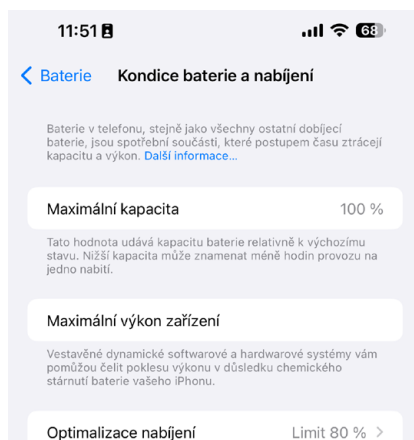 11:51
68
Baterie Kondice baterie a nabíjení
Baterie v telefonu, stejně jako všechny ostatní dobíjecí
baterie, jsou spotřební součásti, které postupem času ztrácejí
kapacitu a výkon. Další informace...
Maximální kapacita 100 %
Tato hodnota udává kapacitu baterie relativně k výchozímu
stavu. Nižší kapacita může znamenat méně hodin provozu na
jedno nabití.
Maximální výkon zařízení
Vestavěné dynamické softwarové a hardwarové systémy vám
pomůžou čelit poklesu výkonu v důsledku chemického
stárnutí baterie vašeho iPhonu.
Optimalizace nabíjení Limit 80 %